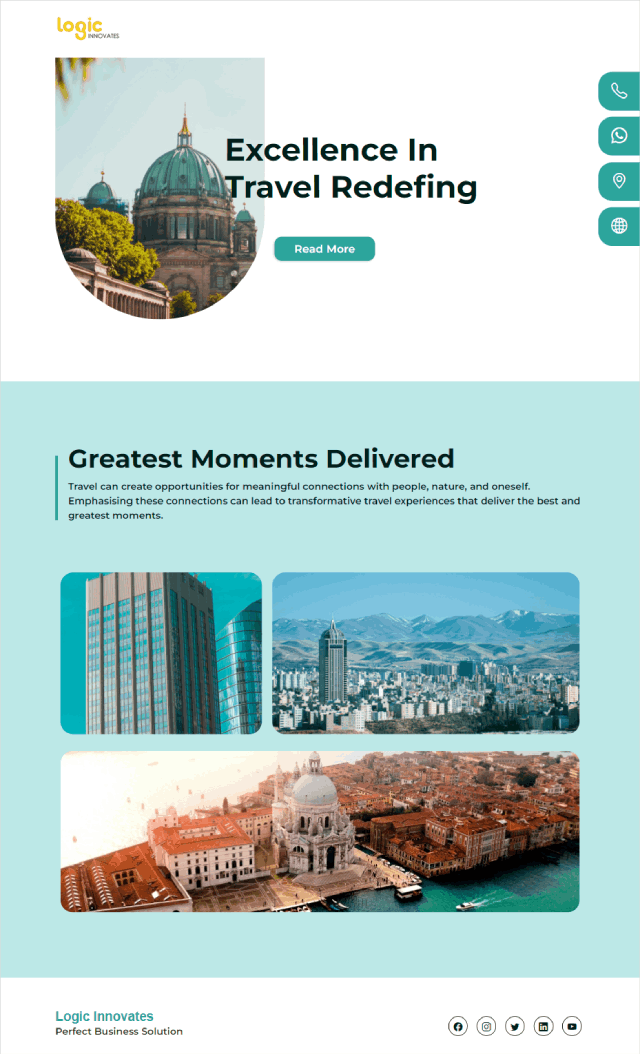 logic
INNOVATES
Excellence In
Travel Redefing
Read More
Greatest Moments Delivered
Travel can create opportunities for meaningful connections with people, nature, and oneself.
Emphasising these connections can lead to transformative travel experiences that deliver the best and
greatest moments.
Logic Innovates
Perfect Business Solution